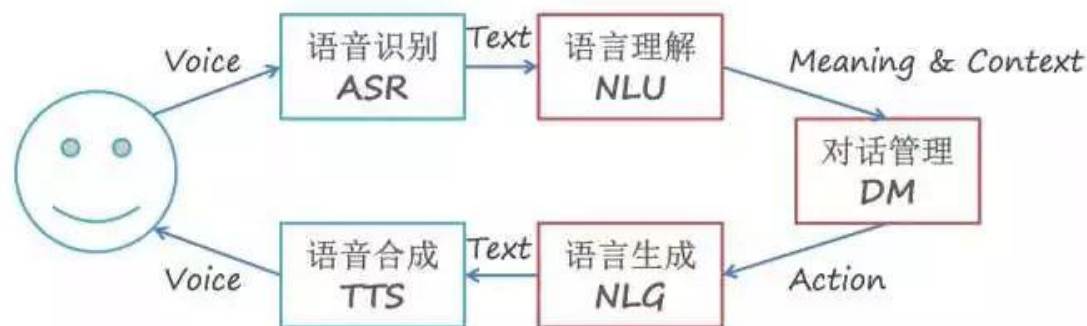 Voice
语音识别
ASR
Text
语言理解
NLU
Meaning & Context
对话管理
DM
Action
语言生成
NLG
Text
语音合成
TTS
Voice